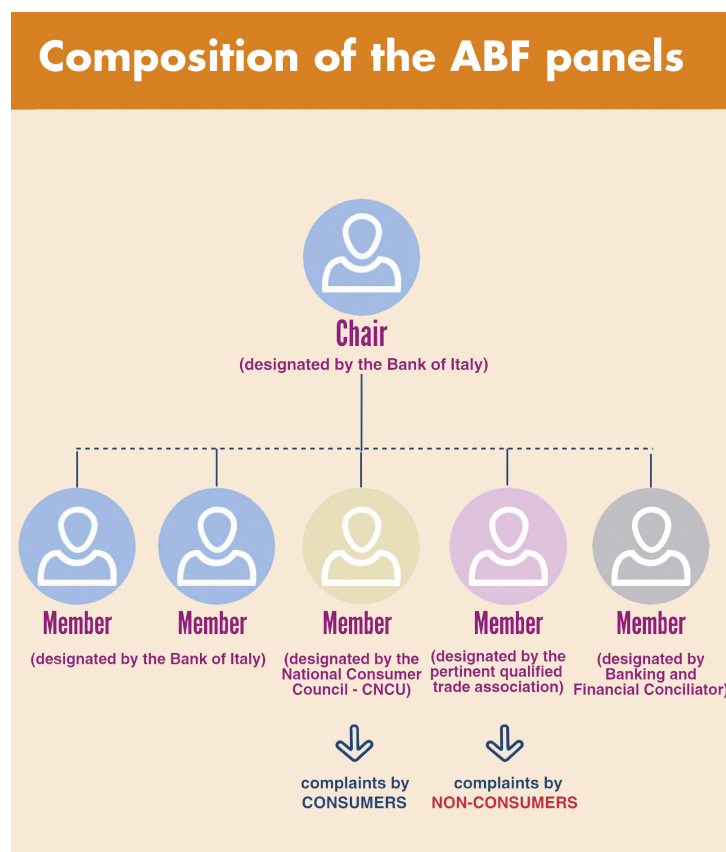 Composition of the ABF panels
Chair
(designated by the Bank of Italy)
Member
Member
(designated by the Bank of Italy)
Member
(designated by the
National Consumer
Council - CNCU)
Member
(designated by the
pertinent qualified
trade association)
Member
(designated by
Banking and
Financial Conciliator)
complaints by
CONSUMERS
complaints by
NON-CONSUMERS